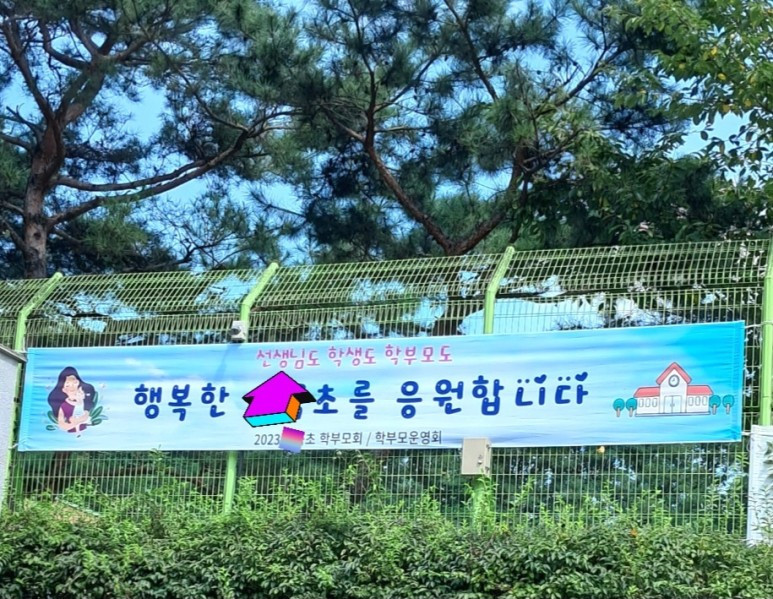 선생님도 학생도 학부모도
행복한 초를 응원합니다
2023 초 학부모회 / 학부모운영회